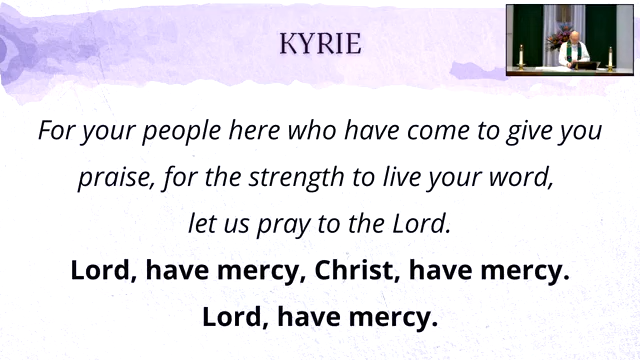 KYRIE
For your people here who have come to give you
praise, for the strength to live your word,
let us pray to the Lord.
Lord, have mercy, Christ, have mercy.
Lord, have mercy.